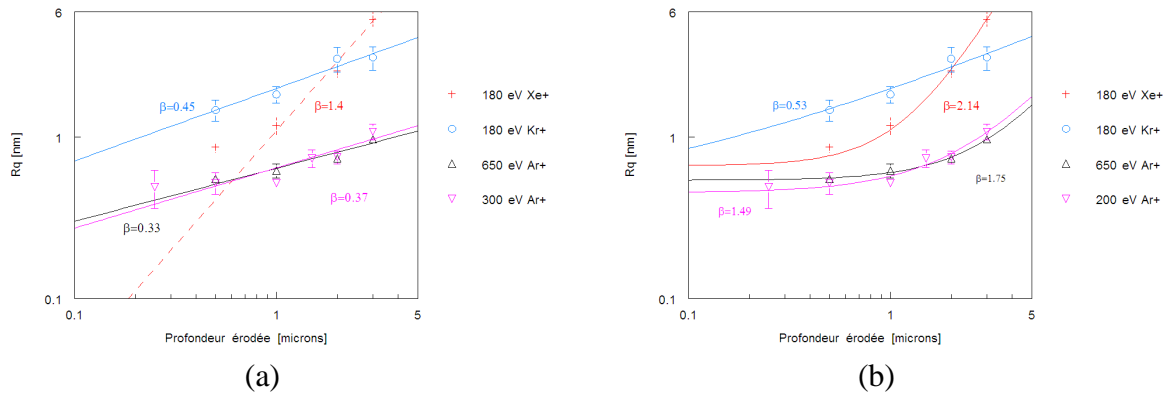 6
1
0.1
Rq [nm]
0.1
1
5
Profondeur érodée [microns]
β=0.45
β=1.4
β=0.37
β=0.33
180 eV Xe+
180 eV Kr+
650 eV Ar+
300 eV Ar+
(a)
6
1
0.1
Rq [nm]
0.1
1
5
Profondeur érodée [microns]
β=0.53
β=2.14
β=1.75
β=1.49
180 eV Xe+
180 eV Kr+
650 eV Ar+
200 eV Ar+
(b)